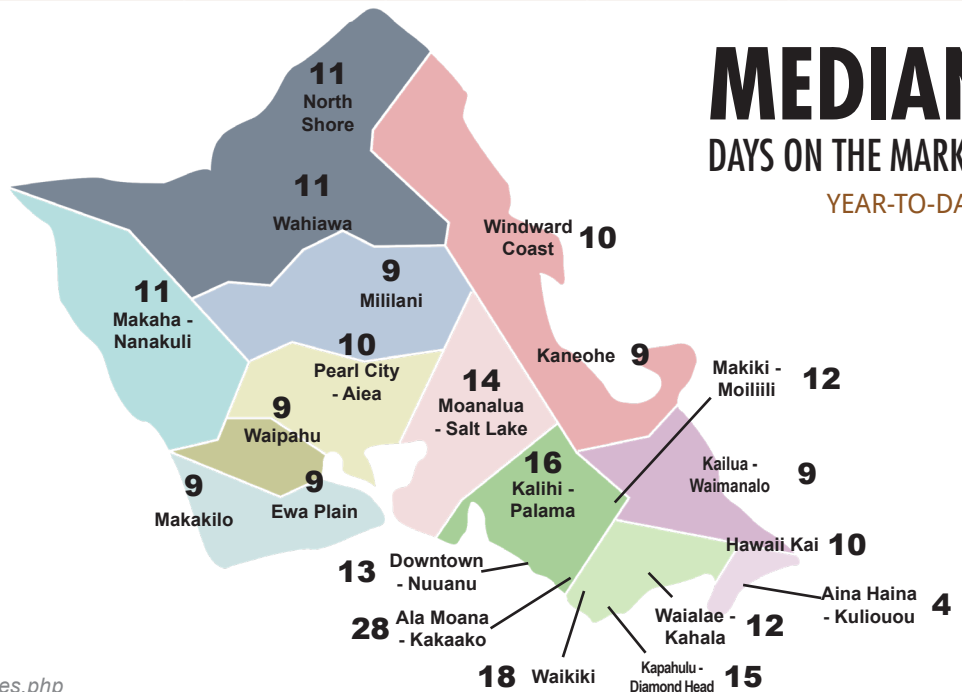 MEDIAN
DAYS ON THE MARK
YEAR-TO-DA
11
North
Shore
11
Wahiawa
Windward
Coast 10
9
Mililani
11
Makaha -
Nanakuli
10
Pearl City
- Aiea
Kaneohe 9
Makiki -
Moiliili 12
14
Moanalua
- Salt Lake
9
Waipahu
16
Kalihi -
Palama
Kailua -
Waimanalo 9
9
Makakilo
9
Ewa Plain
Hawaii Kai 10
13 Downtown
- Nuuanu
Aina Haina
- Kuliouou 4
28 Ala Moana
- Kakaako
Waialae -
Kahala 12
18 Waikiki
Kapahulu -
Diamond Head 15
es.php